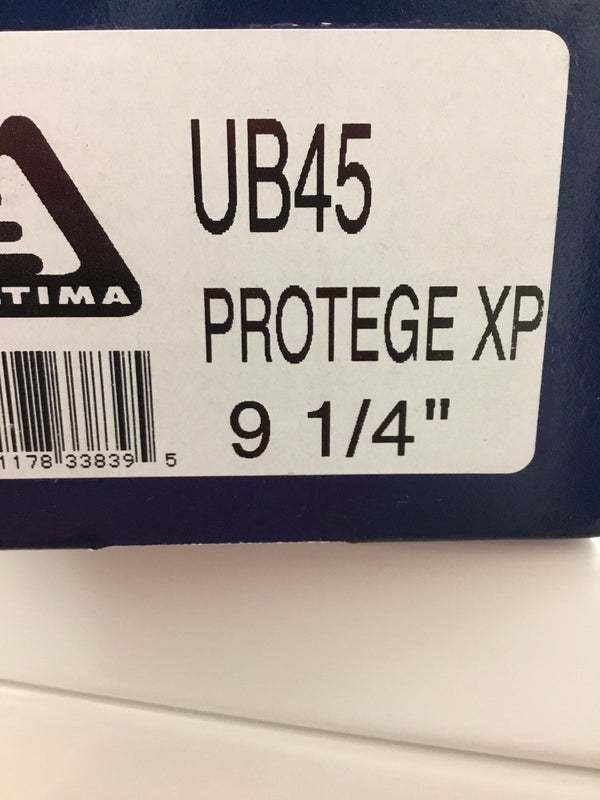 UB45
TIMA
PROTEGE XP
9 1/4"
1178 33839 5